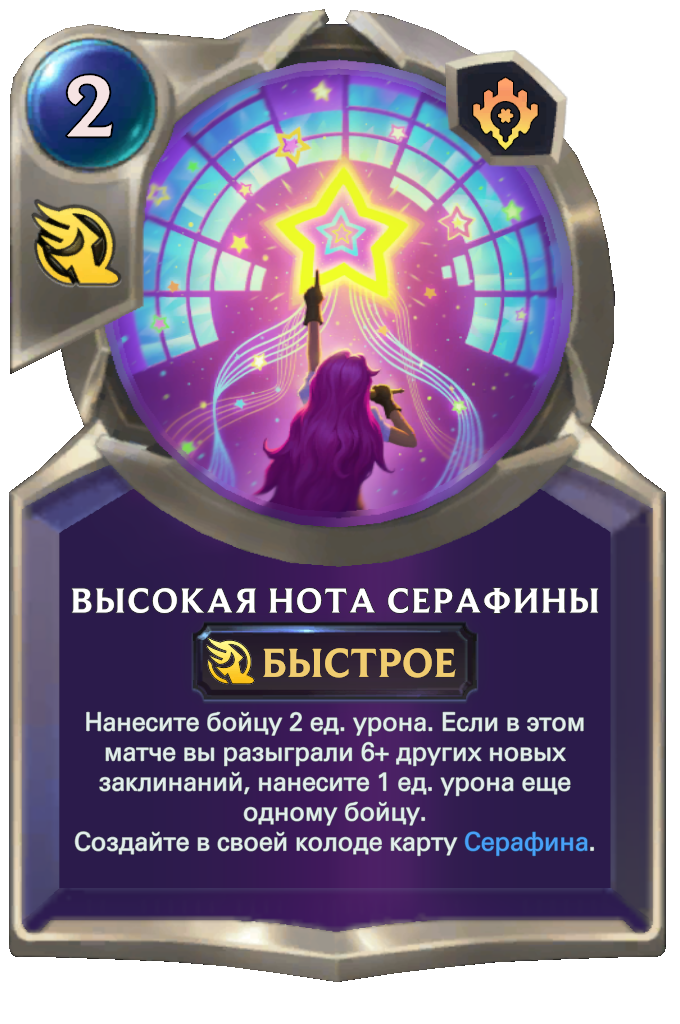 2
ВЫСОКАЯ НОТА СЕРАФИНЫ
БЫСТРОЕ
Нанесите бойцу 2 ед. урона. Если в этом
матче вы разыграли 6+ других новых
заклинаний, нанесите 1 ед. урона еще
одному бойцу.
Создайте в своей колоде карту Серафина.